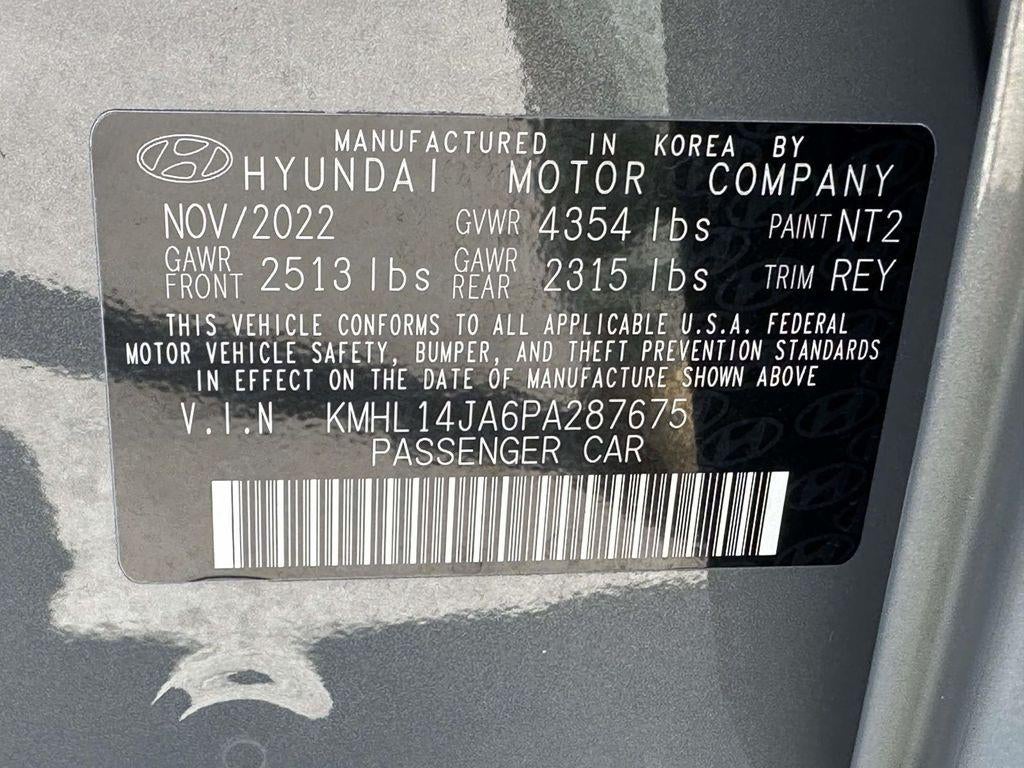 MANUFACTURED IN KOREA BY
HYUNDAI MOTOR COMPANY
NOV/2022 GVWR 4354 lbs PAINT NT2
GAWR FRONT 2513 lbs GAWR REAR 2315 lbs TRIM REY
THIS VEHICLE CONFORMS TO ALL APPLICABLE U.S.A. FEDERAL
MOTOR VEHICLE SAFETY, BUMPER, AND THEFT PREVENTION STANDARDS
IN EFFECT ON THE DATE OF MANUFACTURE SHOWN ABOVE
V.I.N KMHL14JA6PA287675
PASSENGER CAR